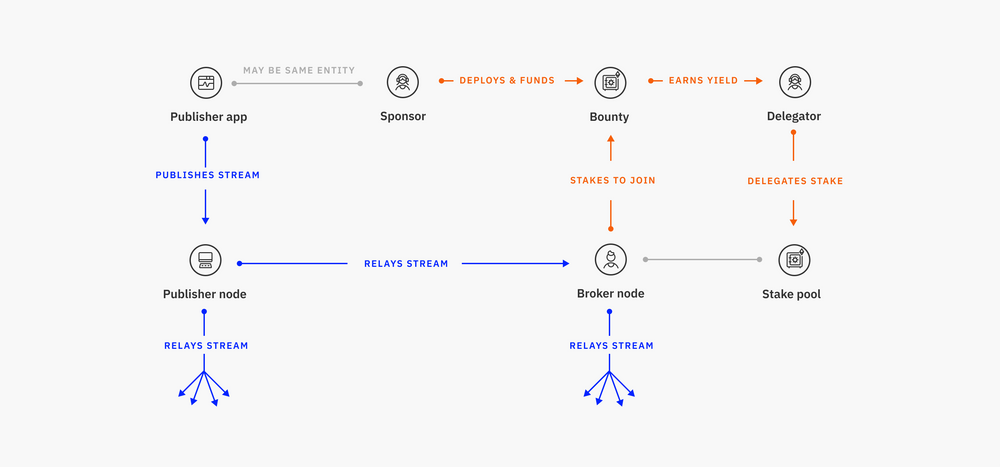 MAY BE SAME ENTITY
DEPLOYS & FUNDS
EARNS YIELD
Publisher app
Sponsor
Bounty
Delegator
PUBLISHES STREAM
STAKES TO JOIN
DELEGATES STAKE
RELAYS STREAM
Publisher node
Broker node
Stake pool
RELAYS STREAM
RELAYS STREAM